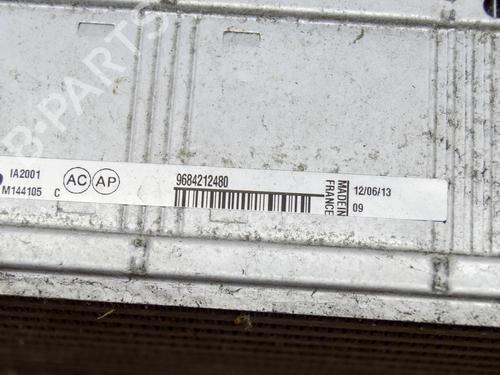 B-PARTS
IA2001
M144105 C
AC AP
9684212480
MADE IN
FRANCE
12/06/13
09